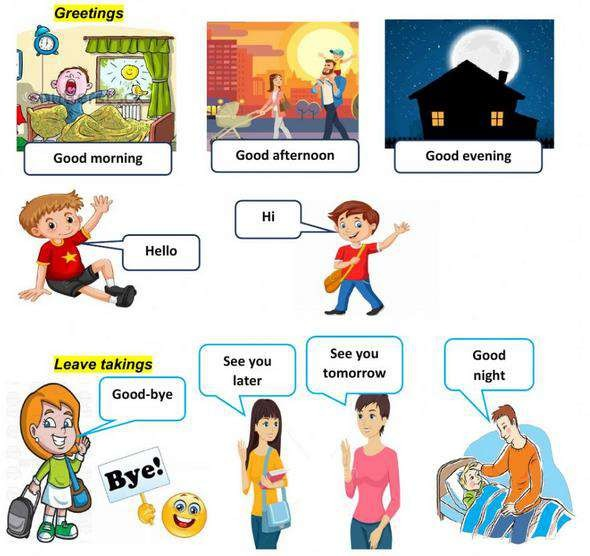 Greetings
Good morning
Good afternoon
Good evening
Hello
Hi
Leave takings
Good-bye
See you
later
See you
tomorrow
Good
night
Bye!